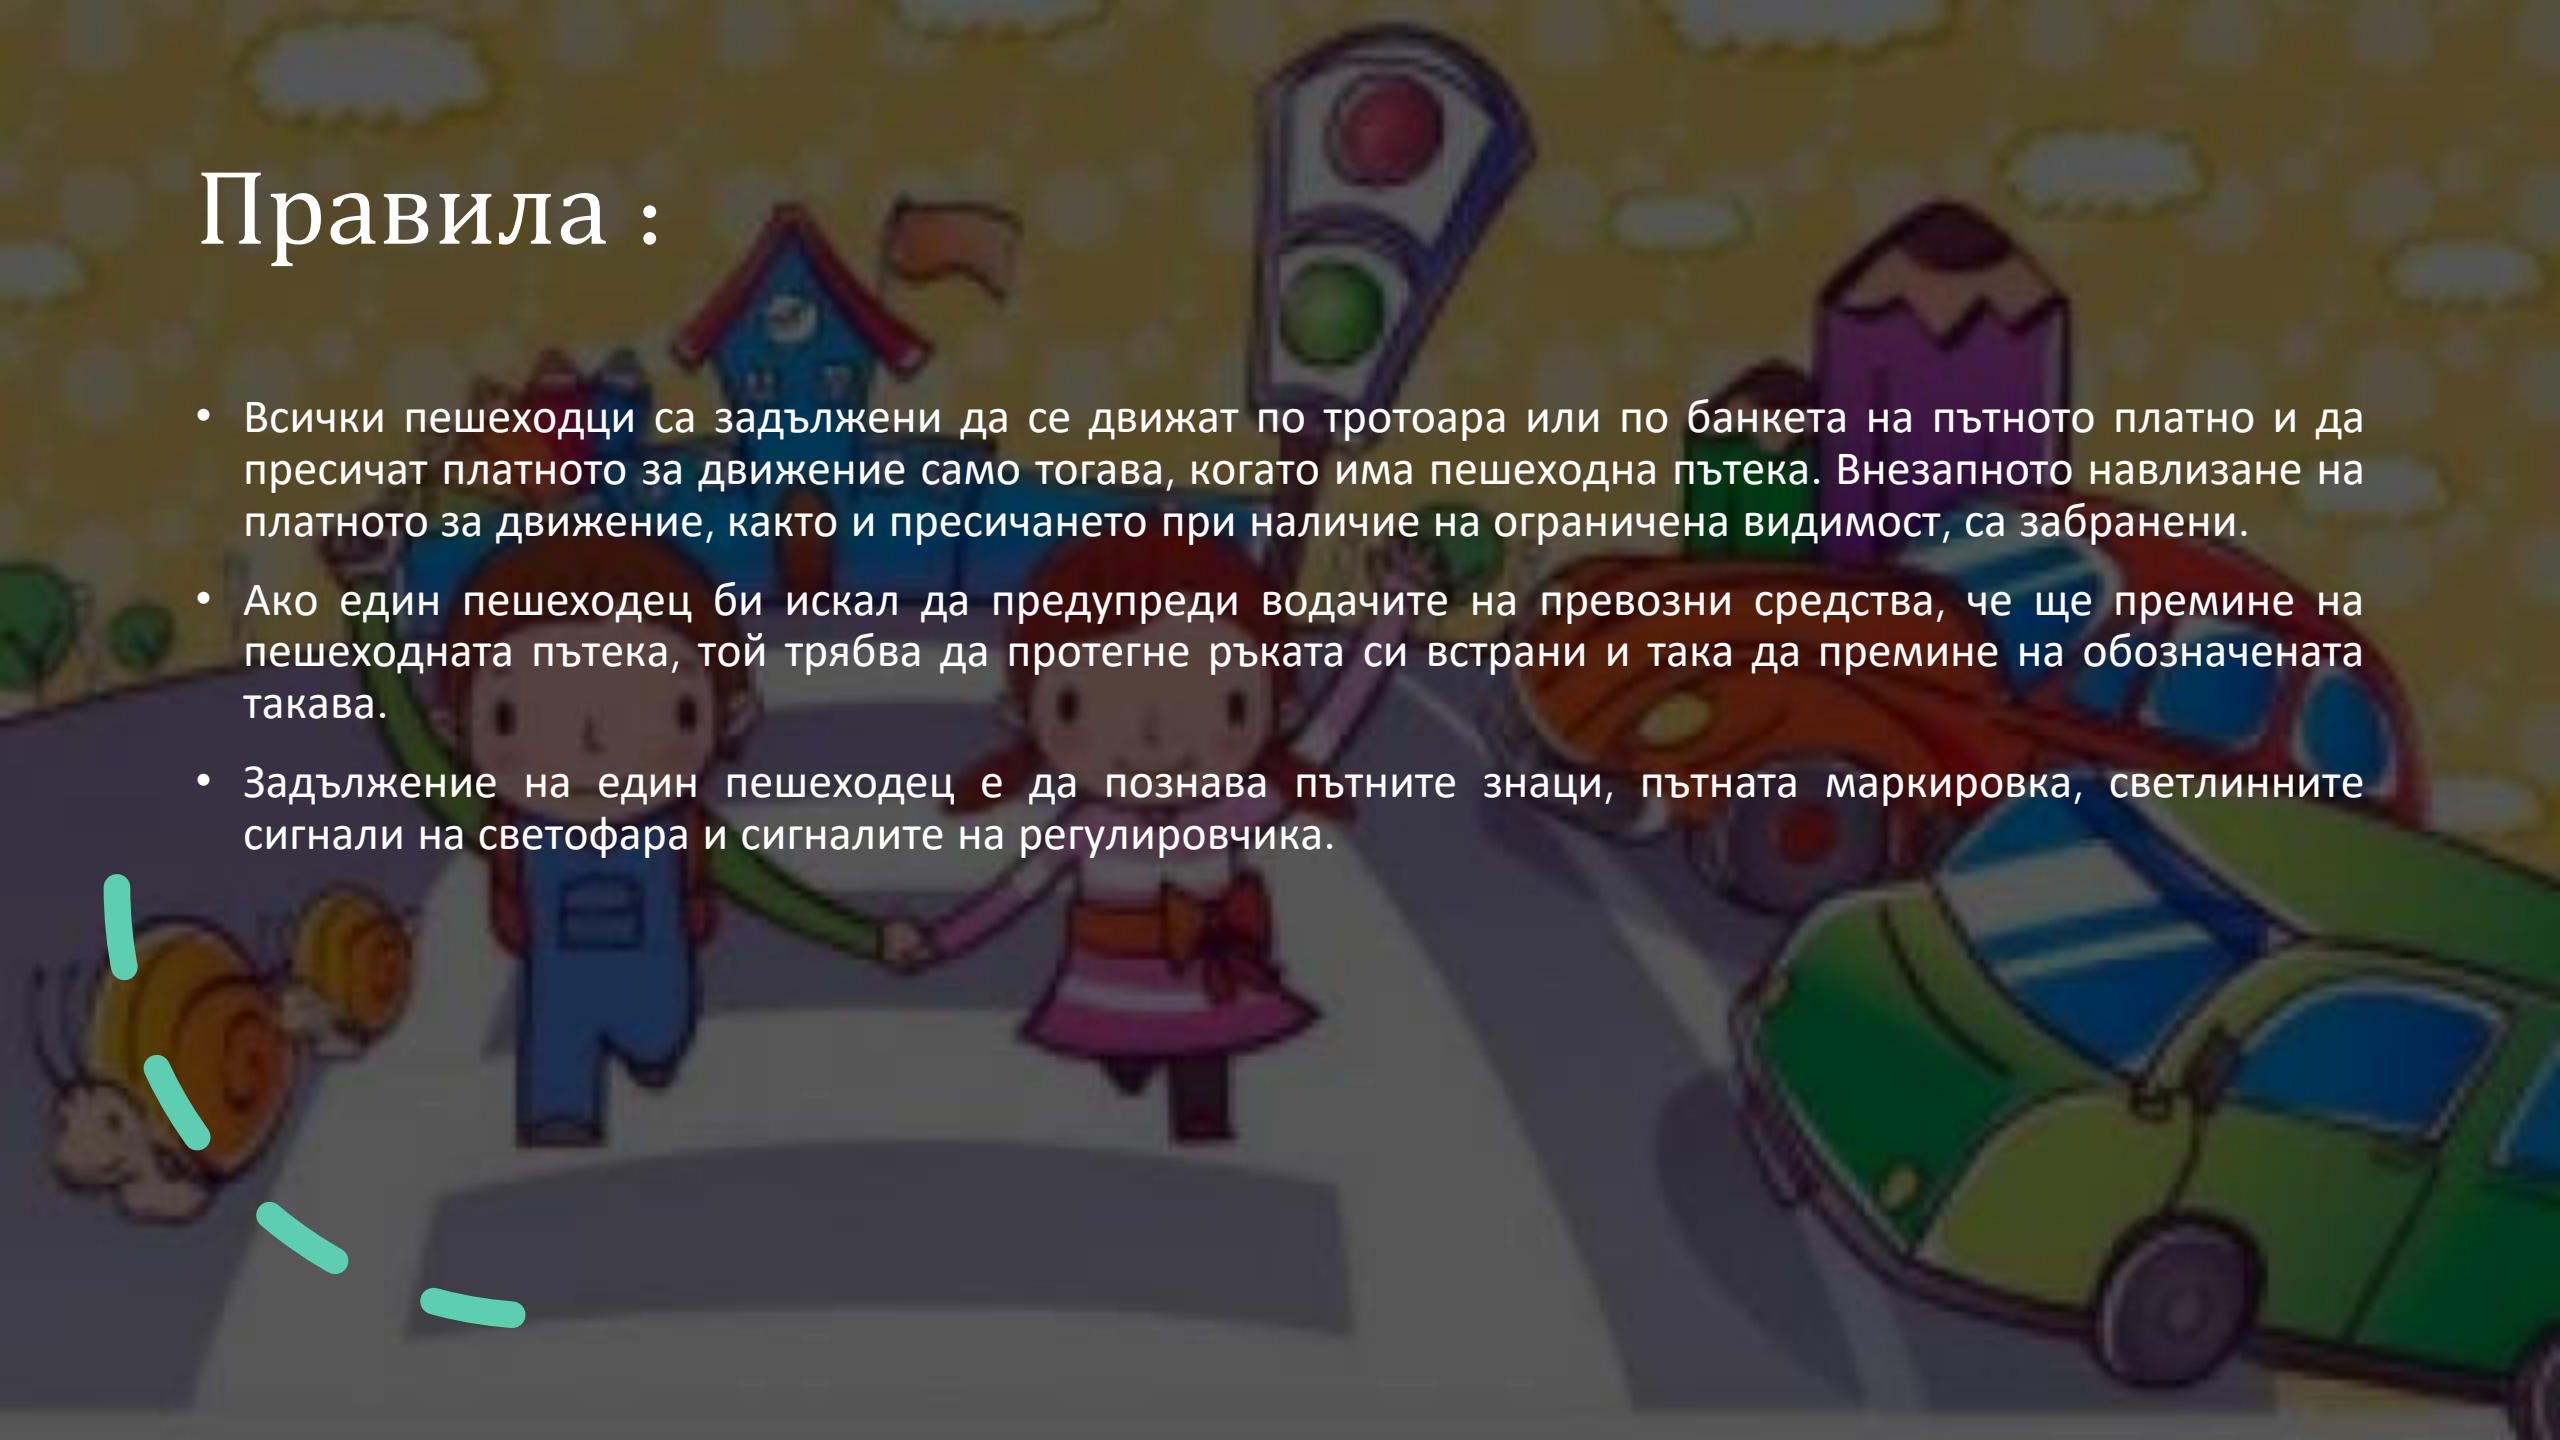 Правила :
• Всички пешеходци са задължени да се движат по тротоара или по банкета на пътното платно и да
пресичат платното за движение само тогава, когато има пешеходна пътека. Внезапното навлизане на
платното за движение, както и пресичането при наличие на ограничена видимост, са забранени.
• Ако един пешеходец би искал да предупреди водачите на превозни средства, че ще премине на
пешеходната пътека, той трябва да протегне ръката си встрани и така да премине на обозначената
такава.
• Задължение на един пешеходец е да познава пътните знаци, пътната маркировка, светлинните
сигнали на светофара и сигналите на регулировчика.